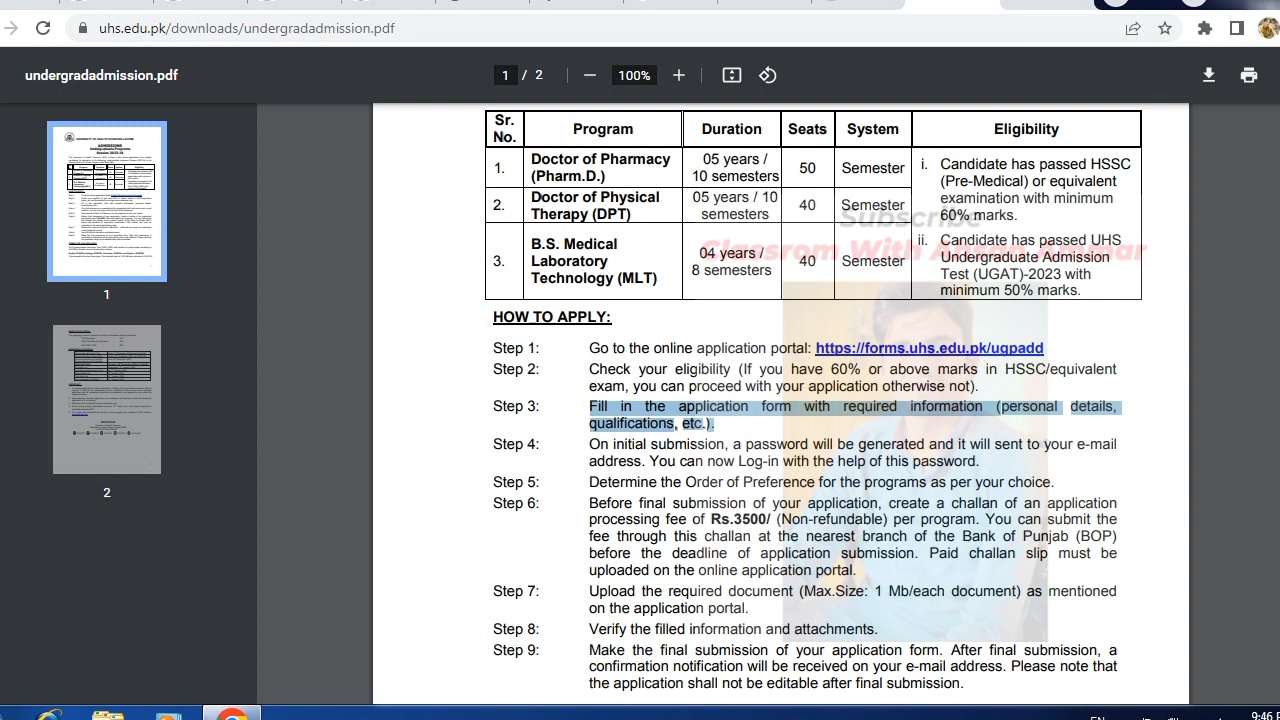 uhs.edu.pk/downloads/undergradadmission.pdf
undergradadmission.pdf
1 / 2
100%
Sr. No. Program Duration Seats System Eligibility
1. Doctor of Pharmacy (Pharm.D.) 05 years / 10 semesters 50 Semester
2. Doctor of Physical Therapy (DPT) 05 years / 10 semesters 40 Semester
3. B.S. Medical Laboratory Technology (MLT) 04 years / 8 semesters 40 Semester
i. Candidate has passed HSSC
(Pre-Medical) or equivalent
examination with minimum
60% marks.
ii. Candidate has passed UHS
Undergraduate Admission
Test (UGAT)-2023 with
minimum 50% marks.
HOW TO APPLY:
Step 1: Go to the online application portal: https://forms.uhs.edu.pk/ugpadd
Step 2: Check your eligibility (If you have 60% or above marks in HSSC/equivalent
exam, you can proceed with your application otherwise not).
Step 3: Fill in the application form with required information (personal details,
qualifications, etc.).
Step 4: On initial submission, a password will be generated and it will sent to your e-mail
address. You can now Log-in with the help of this password.
Step 5: Determine the Order of Preference for the programs as per your choice.
Step 6: Before final submission of your application, create a challan of an application
processing fee of Rs.3500/ (Non-refundable) per program. You can submit the
fee through this challan at the nearest branch of the Bank of Punjab (BOP)
before the deadline of application submission. Paid challan slip must be
uploaded on the online application portal.
Step 7: Upload the required document (Max.Size: 1 Mb/each document) as mentioned
on the application portal.
Step 8: Verify the filled information and attachments.
Step 9: Make the final submission of your application form. After final submission, a
confirmation notification will be received on your e-mail address. Please note that
the application shall not be editable after final submission.
1
2
EN
9:46